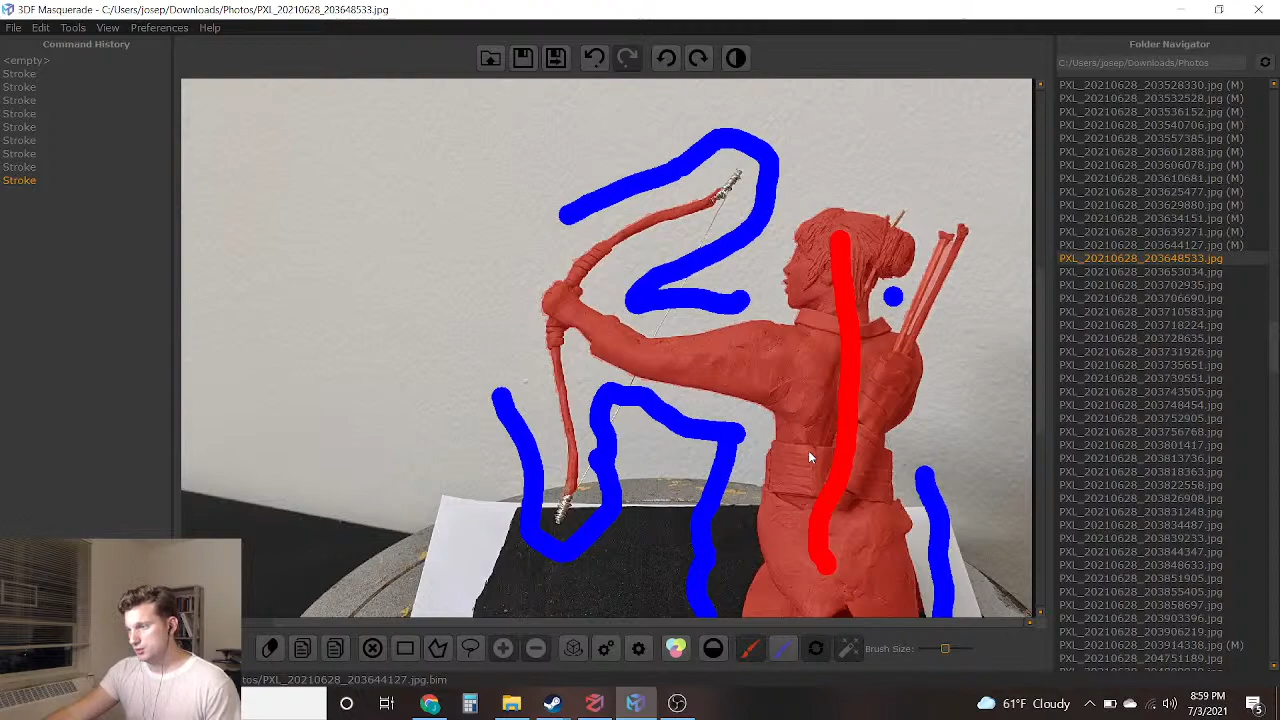 3DF Masquerade - C:/Users/josep/Downloads/Photos/PXL_20210628_203648533.jpg
File Edit Tools View Preferences Help
Command History
<empty>
Stroke
Stroke
Stroke
Stroke
Stroke
Stroke
Stroke
Stroke
Stroke
Folder Navigator
C:/Users/josep/Downloads/Photos
PXL_20210628_203528330.jpg (M)
PXL_20210628_203532528.jpg (M)
PXL_20210628_203536152.jpg (M)
PXL_20210628_203540706.jpg (M)
PXL_20210628_203557385.jpg (M)
PXL_20210628_203601288.jpg (M)
PXL_20210628_203606078.jpg (M)
PXL_20210628_203610681.jpg (M)
PXL_20210628_203625477.jpg (M)
PXL_20210628_203629880.jpg (M)
PXL_20210628_203634151.jpg (M)
PXL_20210628_203639271.jpg (M)
PXL_20210628_203644127.jpg (M)
PXL_20210628_203648533.jpg
PXL_20210628_203653034.jpg
PXL_20210628_203702935.jpg
PXL_20210628_203706690.jpg
PXL_20210628_203710583.jpg
PXL_20210628_203718224.jpg
PXL_20210628_203728635.jpg
PXL_20210628_203731926.jpg
PXL_20210628_203739551.jpg
PXL_20210628_203743505.jpg
PXL_20210628_203748454.jpg
PXL_20210628_203752905.jpg
PXL_20210628_203756768.jpg
PXL_20210628_203801417.jpg
PXL_20210628_203813736.jpg
PXL_20210628_203818363.jpg
PXL_20210628_203822558.jpg
PXL_20210628_203826908.jpg
PXL_20210628_203831248.jpg
PXL_20210628_203834487.jpg
PXL_20210628_203839233.jpg
PXL_20210628_203844347.jpg
PXL_20210628_203848633.jpg
PXL_20210628_203851905.jpg
PXL_20210628_203855405.jpg
PXL_20210628_203858697.jpg
PXL_20210628_203903396.jpg
PXL_20210628_203906219.jpg
PXL_20210628_203914338.jpg (M)
PXL_20210628_204751189.jpg
Brush Size:
tos/PXL_20210628_203644127.jpg.bim
61°F Cloudy
8:59 PM
7/3/2021
5